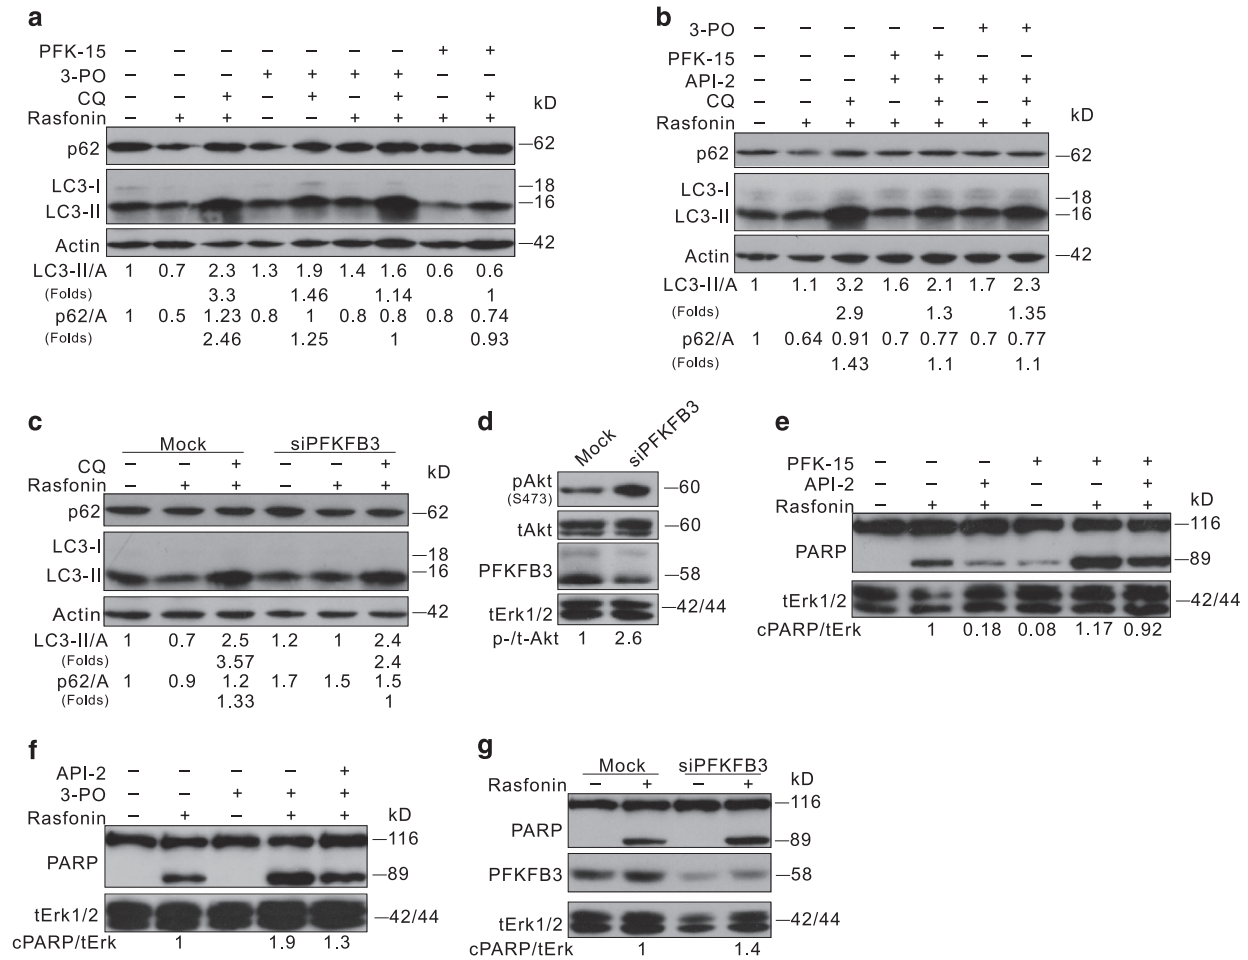 a
PFK-15 – – – – – – – + +
3-PO – – – + + + + – –
CQ – – + – + – + – +
Rasfonin – + + – – + + + +
kD
p62 –62
LC3-I –18
LC3-II –16
Actin –42
LC3-II/A 1 0.7 2.3 1.3 1.9 1.4 1.6 0.6 0.6
(Folds) 3.3 1.46 1.14 1
p62/A 1 0.5 1.23 0.8 1 0.8 0.8 0.8 0.74
(Folds) 2.46 1.25 1 0.93
b
3-PO – – – – – + +
PFK-15 – – – + + – –
API-2 – – – + + + +
CQ – – + – + – +
Rasfonin – + + + + + +
kD
p62 –62
LC3-I –18
LC3-II –16
Actin –42
LC3-II/A 1 1.1 3.2 1.6 2.1 1.7 2.3
(Folds) 2.9 1.3 1.35
p62/A 1 0.64 0.91 0.7 0.77 0.7 0.77
(Folds) 1.43 1.1 1.1
c
Mock siPFKFB3
CQ – – + – – +
Rasfonin – + + – + +
kD
p62 –62
LC3-I –18
LC3-II –16
Actin –42
LC3-II/A 1 0.7 2.5 1.2 1 2.4
(Folds) 3.57 2.4
p62/A 1 0.9 1.2 1.7 1.5 1.5
(Folds) 1.33 1
d
Mock siPFKFB3
pAkt –60
(S473)
tAkt –60
PFKFB3 –58
tErk1/2 –42/44
p-/t-Akt 1 2.6
e
PFK-15 – – – + + +
API-2 – – + – – +
Rasfonin – + + – + +
kD
–116
PARP –89
tErk1/2 –42/44
cPARP/tErk 1 0.18 0.08 1.17 0.92
f
API-2 – – – – +
3-PO – – + + +
Rasfonin – + – + + kD
–116
PARP –89
tErk1/2 –42/44
cPARP/tErk 1 1.9 1.3
g
Mock siPFKFB3
Rasfonin – + – + kD
–116
PARP –89
PFKFB3 –58
tErk1/2 –42/44
cPARP/tErk 1 1.4